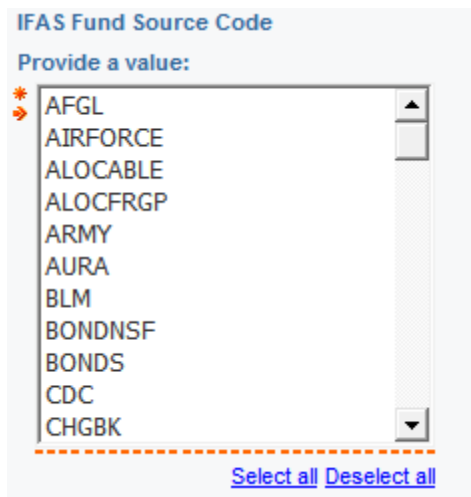 IFAS Fund Source Code
Provide a value:
AFGL
AIRFORCE
ALOCABLE
ALOCFRGP
ARMY
AURA
BLM
BONDNSF
BONDS
CDC
CHGBK
Select all Deselect all